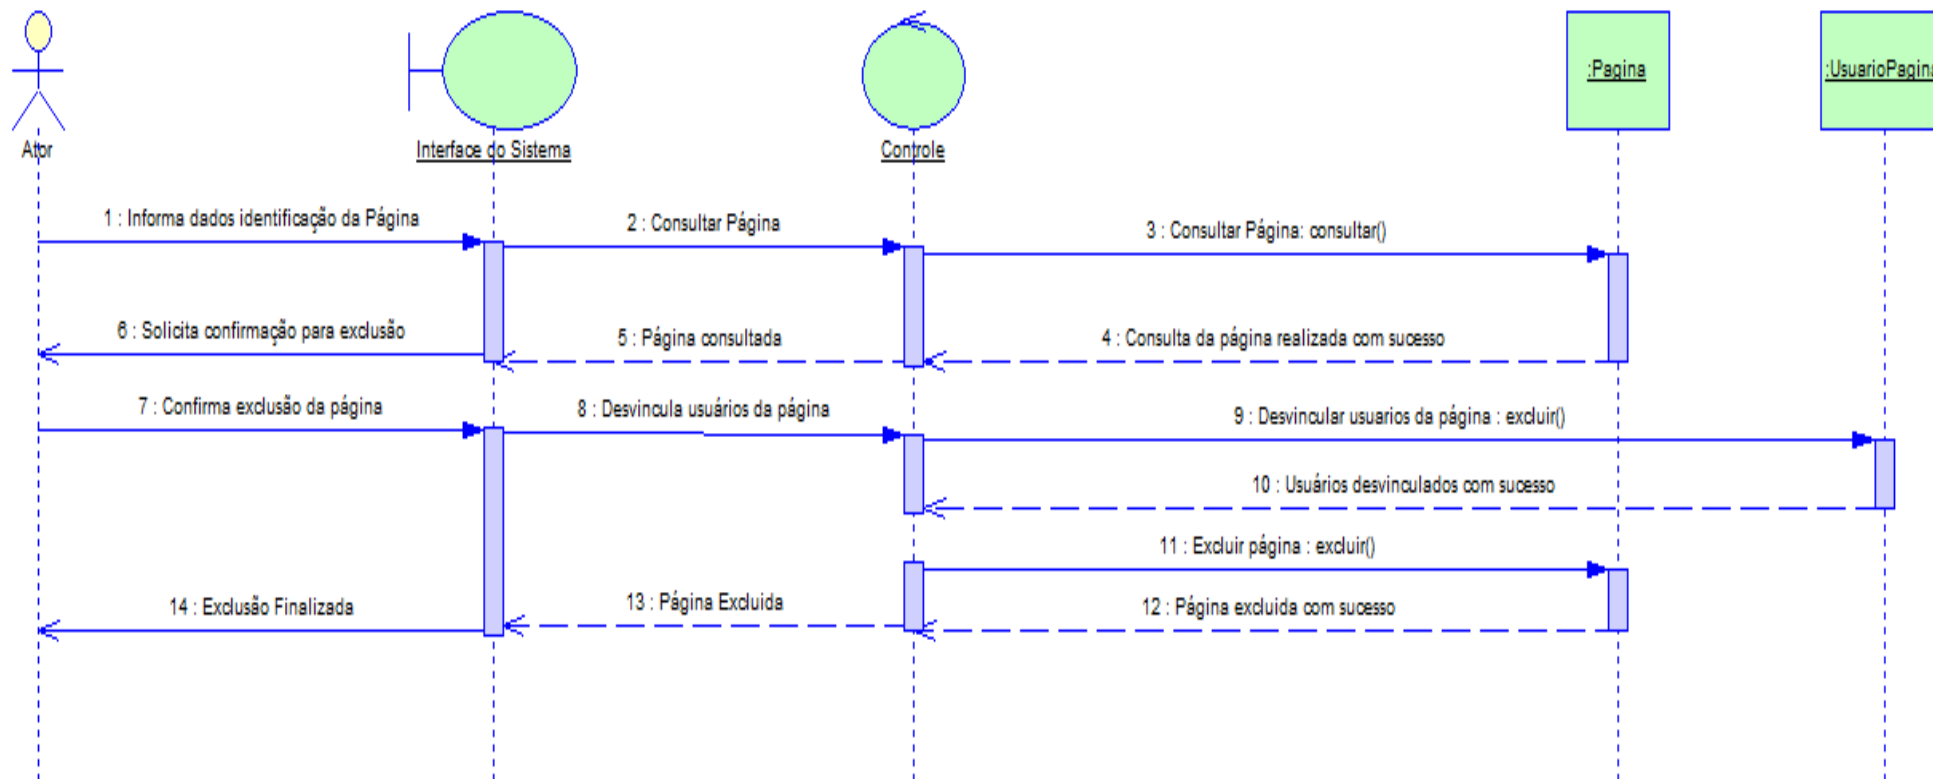 :Pagina
:UsuarioPagina
Ator
Interface do Sistema
Controle
1 : Informa dados identificação da Página
2 : Consultar Página
3 : Consultar Página: consultar()
6 : Solicita confirmação para exclusão
5 : Página consultada
4 : Consulta da página realizada com sucesso
7 : Confirma exclusão da página
8 : Desvincula usuários da página
9 : Desvincular usuarios da página : excluir()
10 : Usuários desvinculados com sucesso
11 : Excluir página : excluir()
14 : Exclusão Finalizada
13 : Página Excluida
12 : Página excluida com sucesso